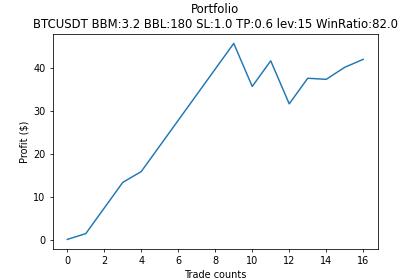 Portfolio
BTCUSDT BBM:3.2 BBL:180 SL:1.0 TP:0.6 lev:15 WinRatio:82.0
40
30
20
10
0
Profit ($)
0 2 4 6 8 10 12 14 16
Trade counts